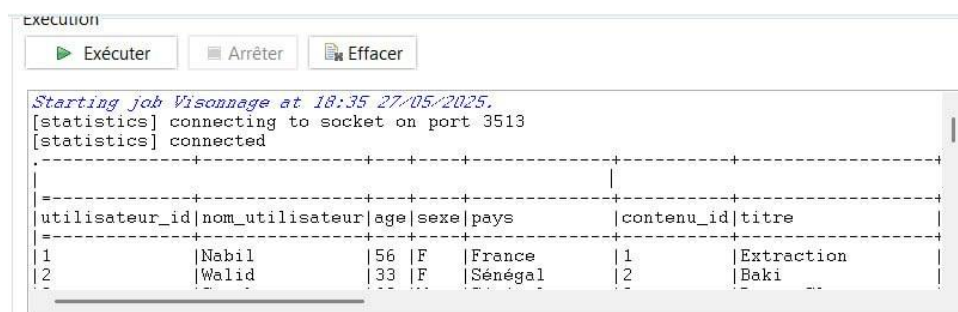 Exécution
Exécuter Arrêter Effacer
Starting job Visonnage at 18:35 27/05/2025.
[statistics] connecting to socket on port 3513
[statistics] connected
.--------------+---------------+---+----+--------------+----------+------------------+
| |
|=-------------+---------------+---+----+--------------+----------+------------------+
|utilisateur_id|nom_utilisateur|age|sexe|pays |contenu_id|titre |
|=-------------+---------------+---+----+--------------+----------+------------------+
|1 |Nabil |56 |F |France |1 |Extraction |
|2 |Walid |33 |F |Sénégal |2 |Baki |